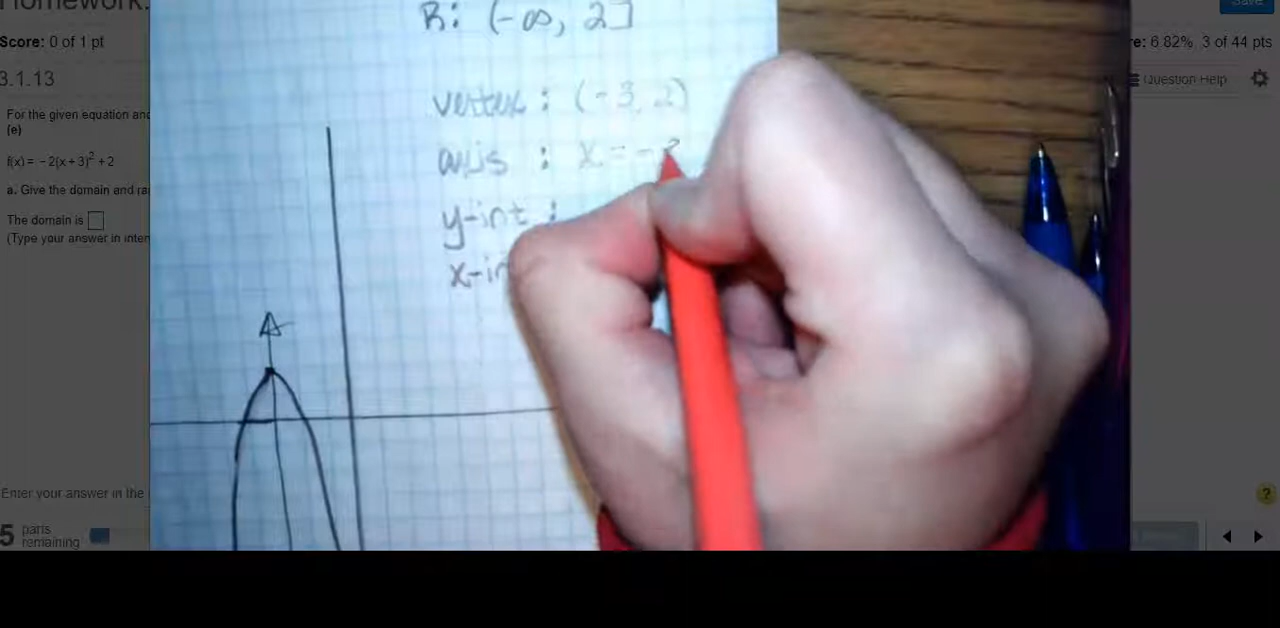 Homework:
Save
Score: 0 of 1 pt
re: 6.82%, 3 of 44 pts
3.1.13
Question Help
For the given equation and
(e)
f(x) = -2(x+3)² +2
a. Give the domain and ra
The domain is
(Type your answer in inter
Enter your answer in the
5 parts remaining
?
R: (-∞, 2]
vertex : (-3, 2)
axis : x = -3
y-int :
x-in